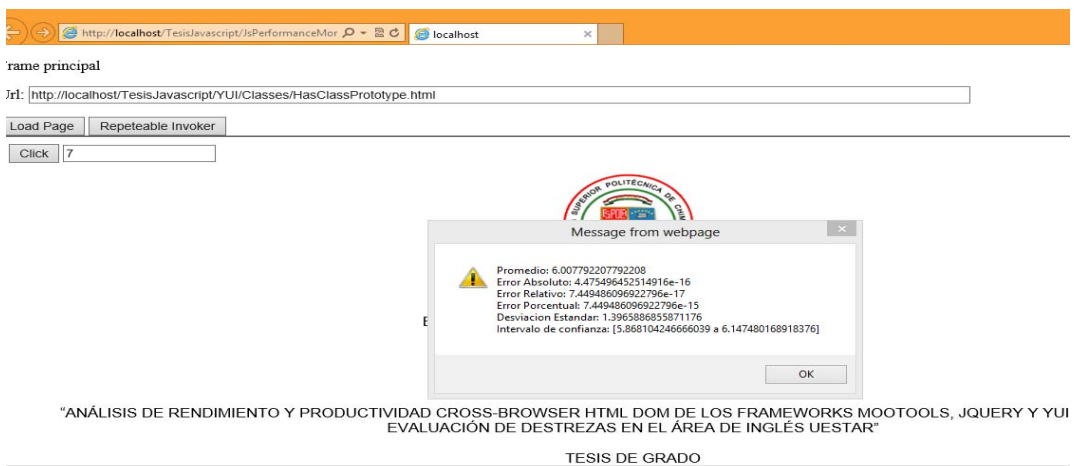 http://localhost/TesisJavascript/JsPerformanceMor
localhost
rame principal
Url: http://localhost/TesisJavascript/YUI/Classes/HasClassPrototype.html
Load Page Repeteable Invoker
Click 7
SUPERIOR POLITÉCNICA DE
Message from webpage
Promedio: 6.007792207792208
Error Absoluto: 4.475496452514916e-16
Error Relativo: 7.449486096922796e-17
Error Porcentual: 7.449486096922796e-15
Desviacion Estandar: 1.3965886855871176
Intervalo de confianza: [5.868104246666039 a 6.147480168918376]
E
OK
“ANÁLISIS DE RENDIMIENTO Y PRODUCTIVIDAD CROSS-BROWSER HTML DOM DE LOS FRAMEWORKS MOOTOOLS, JQUERY Y YUI
EVALUACIÓN DE DESTREZAS EN EL ÁREA DE INGLÉS UESTAR”
TESIS DE GRADO